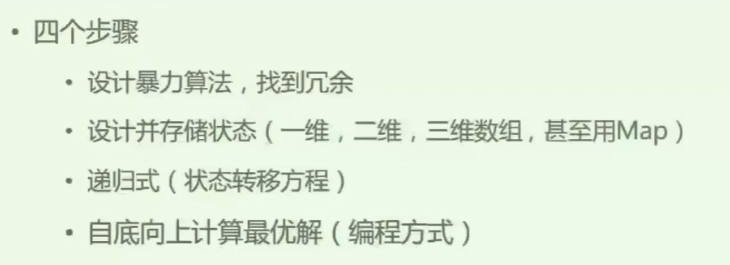 • 四个步骤
• 设计暴力算法，找到冗余
• 设计并存储状态（一维，二维，三维数组，甚至用Map）
• 递归式（状态转移方程）
• 自底向上计算最优解（编程方式）